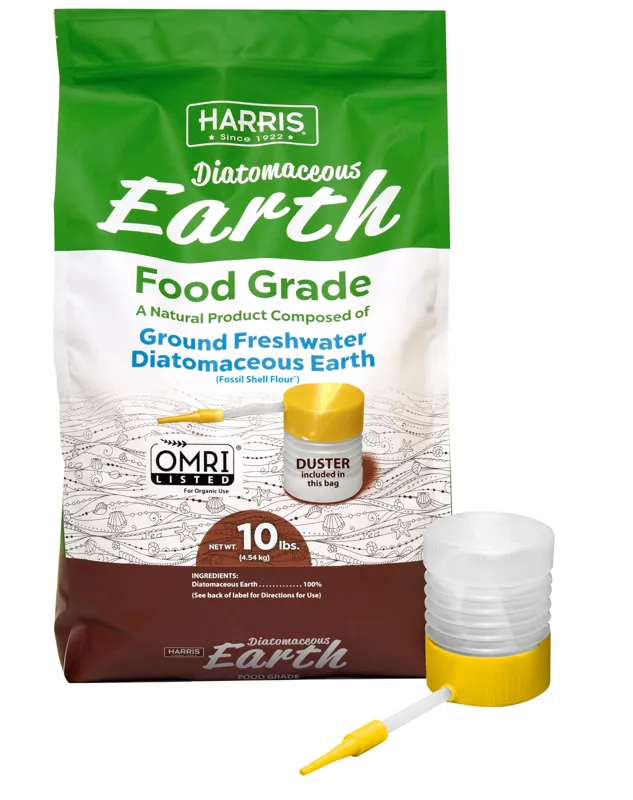 HARRIS®
★ Since 1922 ★
Diatomaceous
Earth
Food Grade
A Natural Product Composed of
Ground Freshwater
Diatomaceous Earth
(Fossil Shell Flour™)
OMRI®
LISTED
For Organic Use
DUSTER
included in
this bag
NET WT. 10 lbs.
(4.54 kg)
INGREDIENTS:
Diatomaceous Earth ............. 100%
(See back of label for Directions for Use)
HARRIS
Diatomaceous
Earth
FOOD GRADE